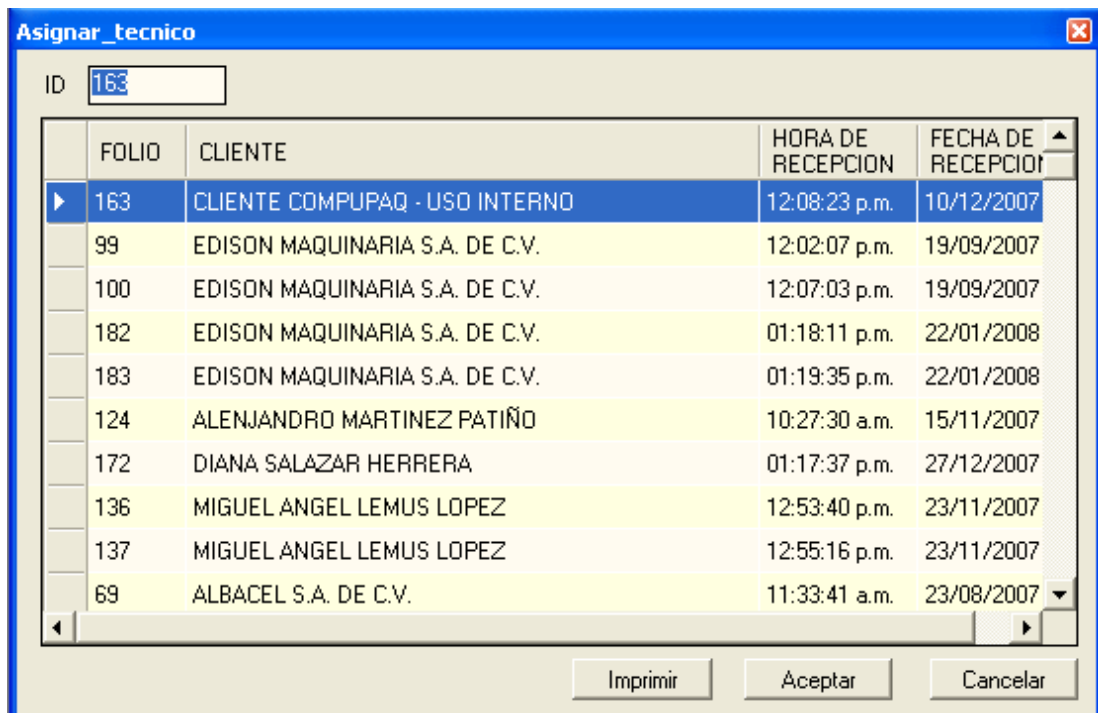 Asignar_tecnico
ID 163
FOLIO CLIENTE HORA DE RECEPCION FECHA DE RECEPCION
163 CLIENTE COMPUPAQ - USO INTERNO 12:08:23 p.m. 10/12/2007
99 EDISON MAQUINARIA S.A. DE C.V. 12:02:07 p.m. 19/09/2007
100 EDISON MAQUINARIA S.A. DE C.V. 12:07:03 p.m. 19/09/2007
182 EDISON MAQUINARIA S.A. DE C.V. 01:18:11 p.m. 22/01/2008
183 EDISON MAQUINARIA S.A. DE C.V. 01:19:35 p.m. 22/01/2008
124 ALENJANDRO MARTINEZ PATIÑO 10:27:30 a.m. 15/11/2007
172 DIANA SALAZAR HERRERA 01:17:37 p.m. 27/12/2007
136 MIGUEL ANGEL LEMUS LOPEZ 12:53:40 p.m. 23/11/2007
137 MIGUEL ANGEL LEMUS LOPEZ 12:55:16 p.m. 23/11/2007
69 ALBACEL S.A. DE C.V. 11:33:41 a.m. 23/08/2007
Imprimir Aceptar Cancelar